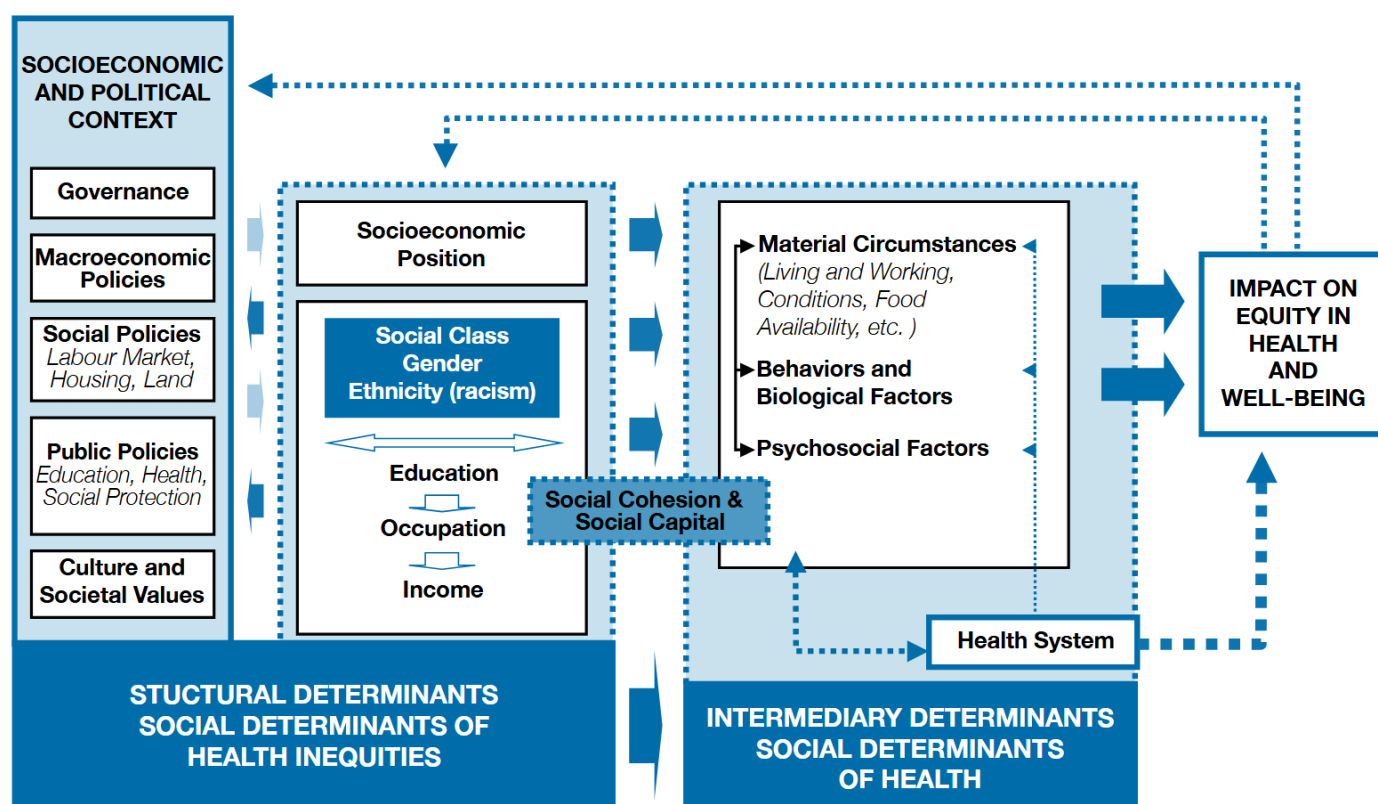 SOCIOECONOMIC
AND POLITICAL
CONTEXT
Governance
Macroeconomic
Policies
Social Policies
Labour Market,
Housing, Land
Public Policies
Education, Health,
Social Protection
Culture and
Societal Values
Socioeconomic
Position
Social Class
Gender
Ethnicity (racism)
Education
Occupation
Income
Social Cohesion &
Social Capital
Material Circumstances
(Living and Working,
Conditions, Food
Availability, etc. )
Behaviors and
Biological Factors
Psychosocial Factors
Health System
IMPACT ON
EQUITY IN
HEALTH
AND
WELL-BEING
STUCTURAL DETERMINANTS
SOCIAL DETERMINANTS OF
HEALTH INEQUITIES
INTERMEDIARY DETERMINANTS
SOCIAL DETERMINANTS
OF HEALTH